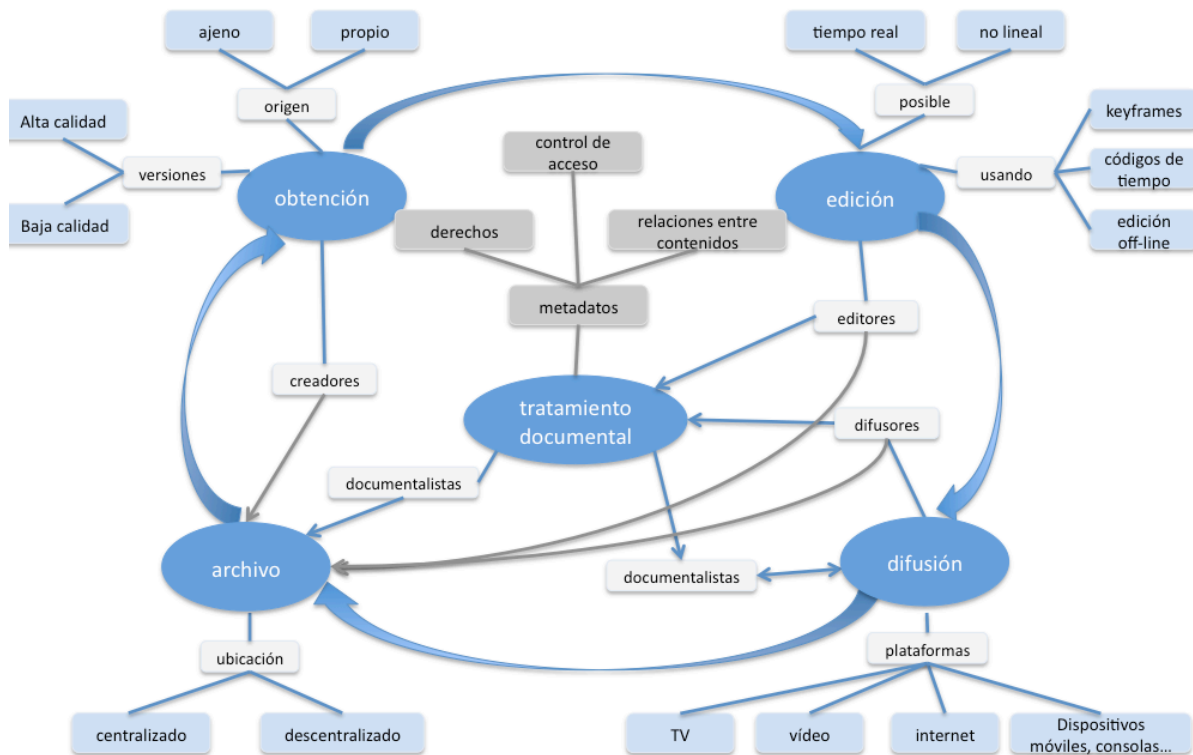 ajeno
propio
tiempo real
no lineal
origen
posible
Alta calidad
keyframes
control de
acceso
versiones
obtención
edición
usando
códigos de
tiempo
Baja calidad
derechos
relaciones entre
contenidos
edición
off-line
metadatos
editores
creadores
tratamiento
documental
difusores
documentalistas
archivo
documentalistas
difusión
ubicación
plataformas
centralizado
descentralizado
TV
vídeo
internet
Dispositivos
móviles, consolas...